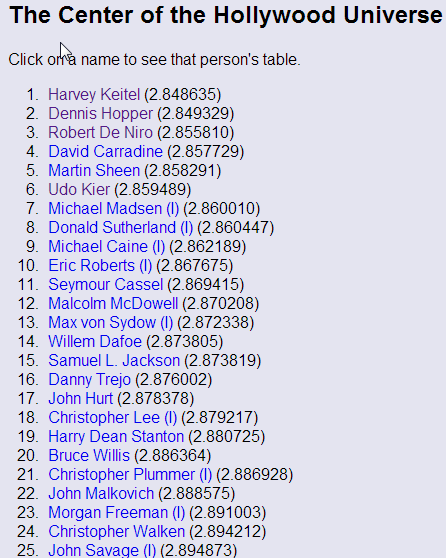 The Center of the Hollywood Universe
Click on a name to see that person's table.
1. Harvey Keitel (2.848635)
2. Dennis Hopper (2.849329)
3. Robert De Niro (2.855810)
4. David Carradine (2.857729)
5. Martin Sheen (2.858291)
6. Udo Kier (2.859489)
7. Michael Madsen (I) (2.860010)
8. Donald Sutherland (I) (2.860447)
9. Michael Caine (I) (2.862189)
10. Eric Roberts (I) (2.867675)
11. Seymour Cassel (2.869415)
12. Malcolm McDowell (2.870208)
13. Max von Sydow (I) (2.872338)
14. Willem Dafoe (2.873805)
15. Samuel L. Jackson (2.873819)
16. Danny Trejo (2.876002)
17. John Hurt (2.878378)
18. Christopher Lee (I) (2.879217)
19. Harry Dean Stanton (2.880725)
20. Bruce Willis (2.886364)
21. Christopher Plummer (I) (2.886928)
22. John Malkovich (2.888575)
23. Morgan Freeman (I) (2.891003)
24. Christopher Walken (2.894212)
25. John Savage (I) (2.894873)